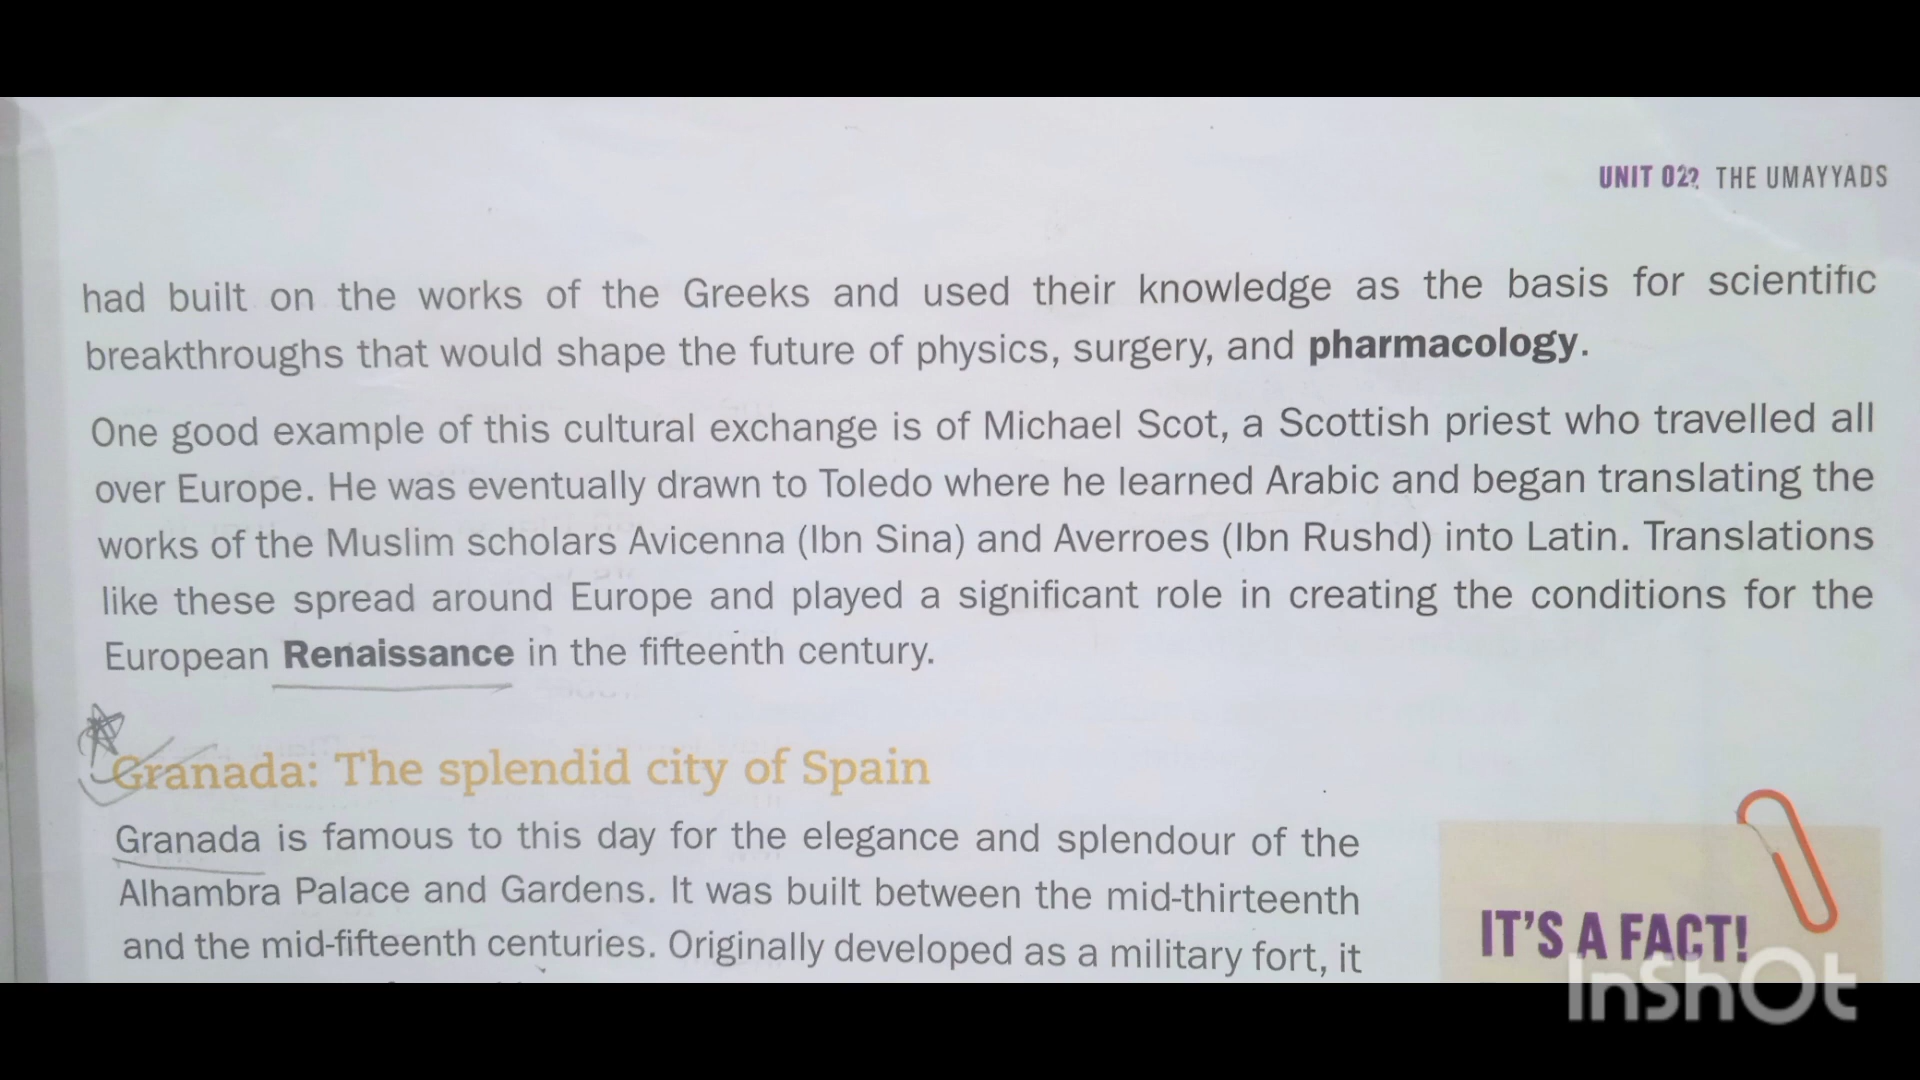 UNIT 02? THE UMAYYADS
had built on the works of the Greeks and used their knowledge as the basis for scientific
breakthroughs that would shape the future of physics, surgery, and pharmacology.
One good example of this cultural exchange is of Michael Scot, a Scottish priest who travelled all
over Europe. He was eventually drawn to Toledo where he learned Arabic and began translating the
works of the Muslim scholars Avicenna (Ibn Sina) and Averroes (Ibn Rushd) into Latin. Translations
like these spread around Europe and played a significant role in creating the conditions for the
European Renaissance in the fifteenth century.
Granada: The splendid city of Spain
Granada is famous to this day for the elegance and splendour of the
Alhambra Palace and Gardens. It was built between the mid-thirteenth
and the mid-fifteenth centuries. Originally developed as a military fort, it
IT'S A FACT!
InShOt